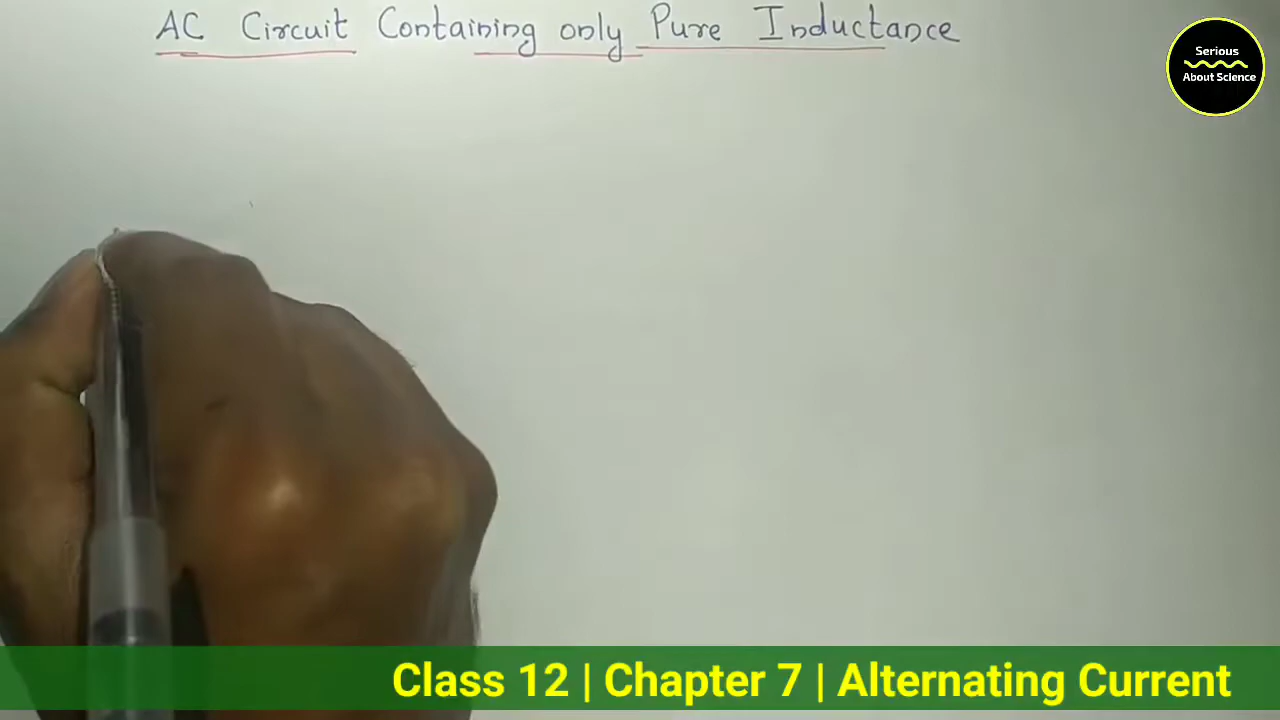 AC Circuit Containing only Pure Inductance
Serious
About Science
Class 12 | Chapter 7 | Alternating Current